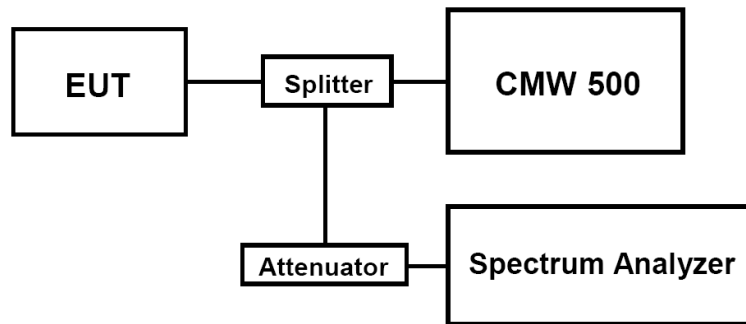 EUT
Splitter
CMW 500
Attenuator
Spectrum Analyzer